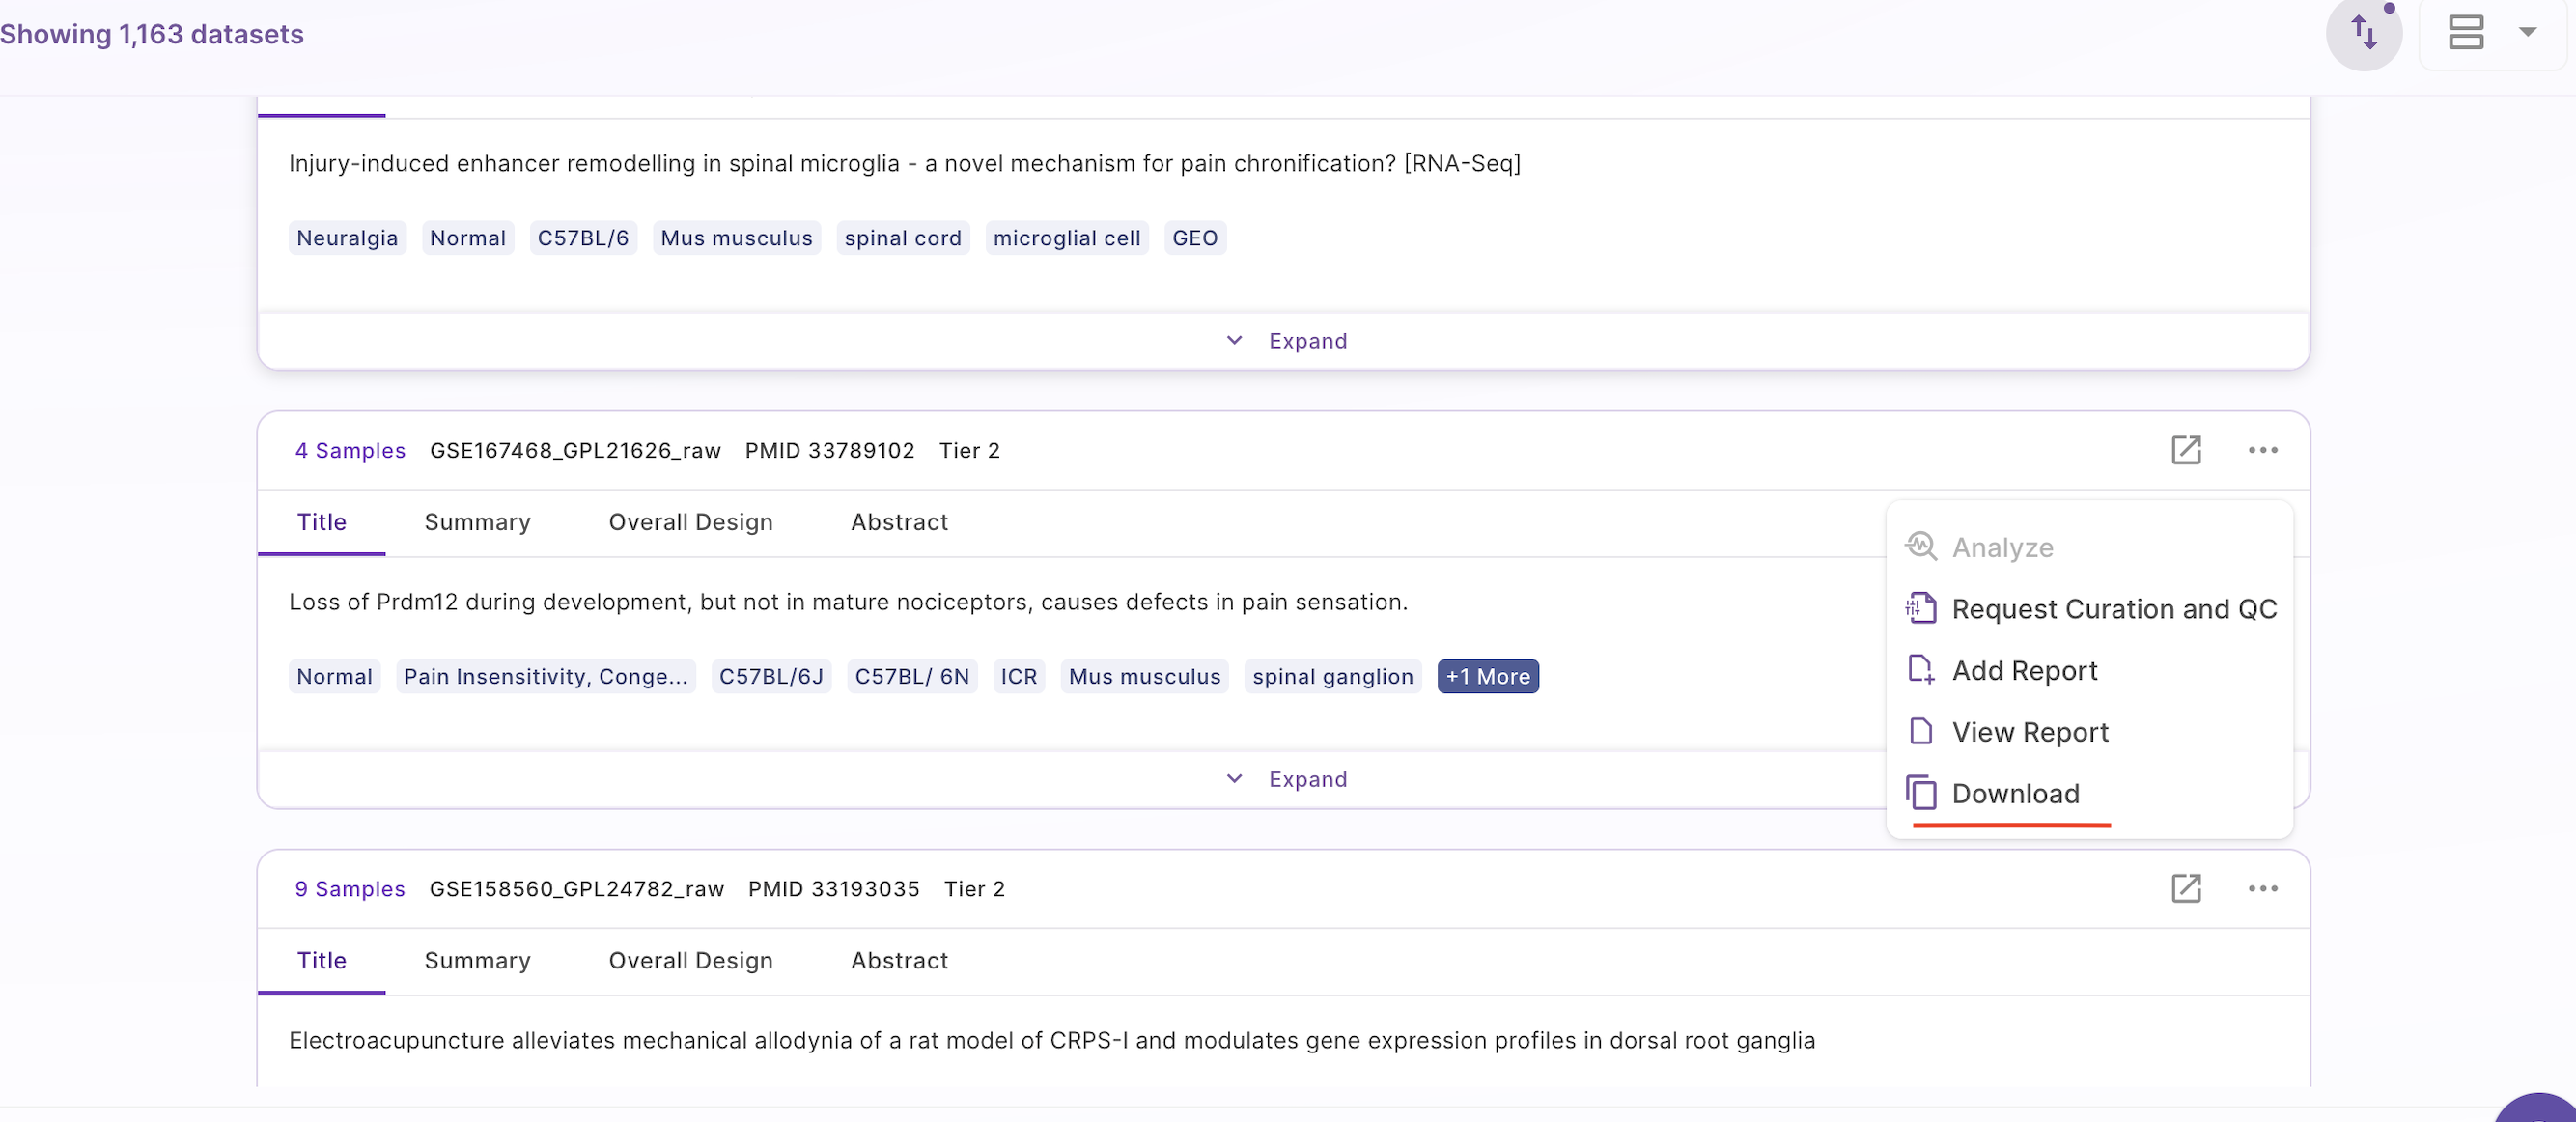 Showing 1,163 datasets
Injury-induced enhancer remodelling in spinal microglia - a novel mechanism for pain chronification? [RNA-Seq]
Neuralgia Normal C57BL/6 Mus musculus spinal cord microglial cell GEO
Expand
4 Samples GSE167468_GPL21626_raw PMID 33789102 Tier 2
Title Summary Overall Design Abstract
Analyze
Request Curation and QC
Add Report
View Report
Download
Loss of Prdm12 during development, but not in mature nociceptors, causes defects in pain sensation.
Normal Pain Insensitivity, Conge... C57BL/6J C57BL/ 6N ICR Mus musculus spinal ganglion +1 More
Expand
9 Samples GSE158560_GPL24782_raw PMID 33193035 Tier 2
Title Summary Overall Design Abstract
Electroacupuncture alleviates mechanical allodynia of a rat model of CRPS-I and modulates gene expression profiles in dorsal root ganglia